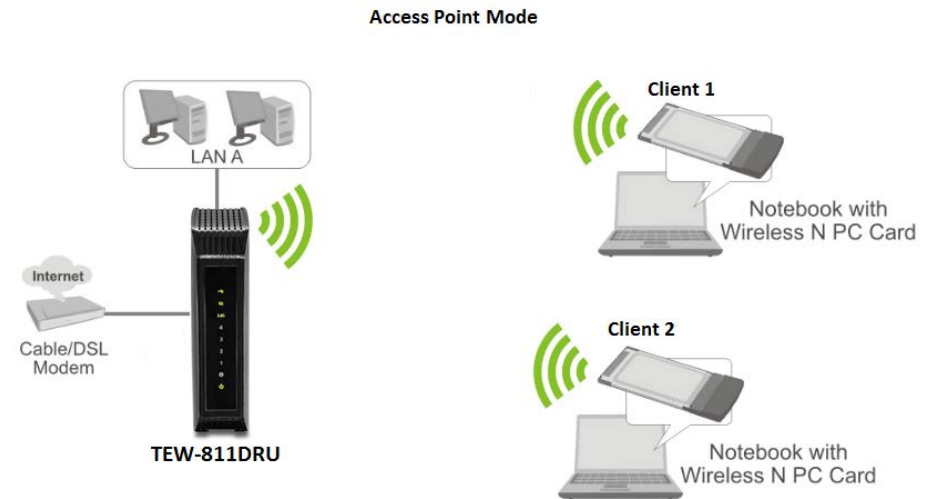 Access Point Mode
LAN A
Internet
Cable/DSL
Modem
TEW-811DRU
Client 1
Notebook with
Wireless N PC Card
Client 2
Notebook with
Wireless N PC Card